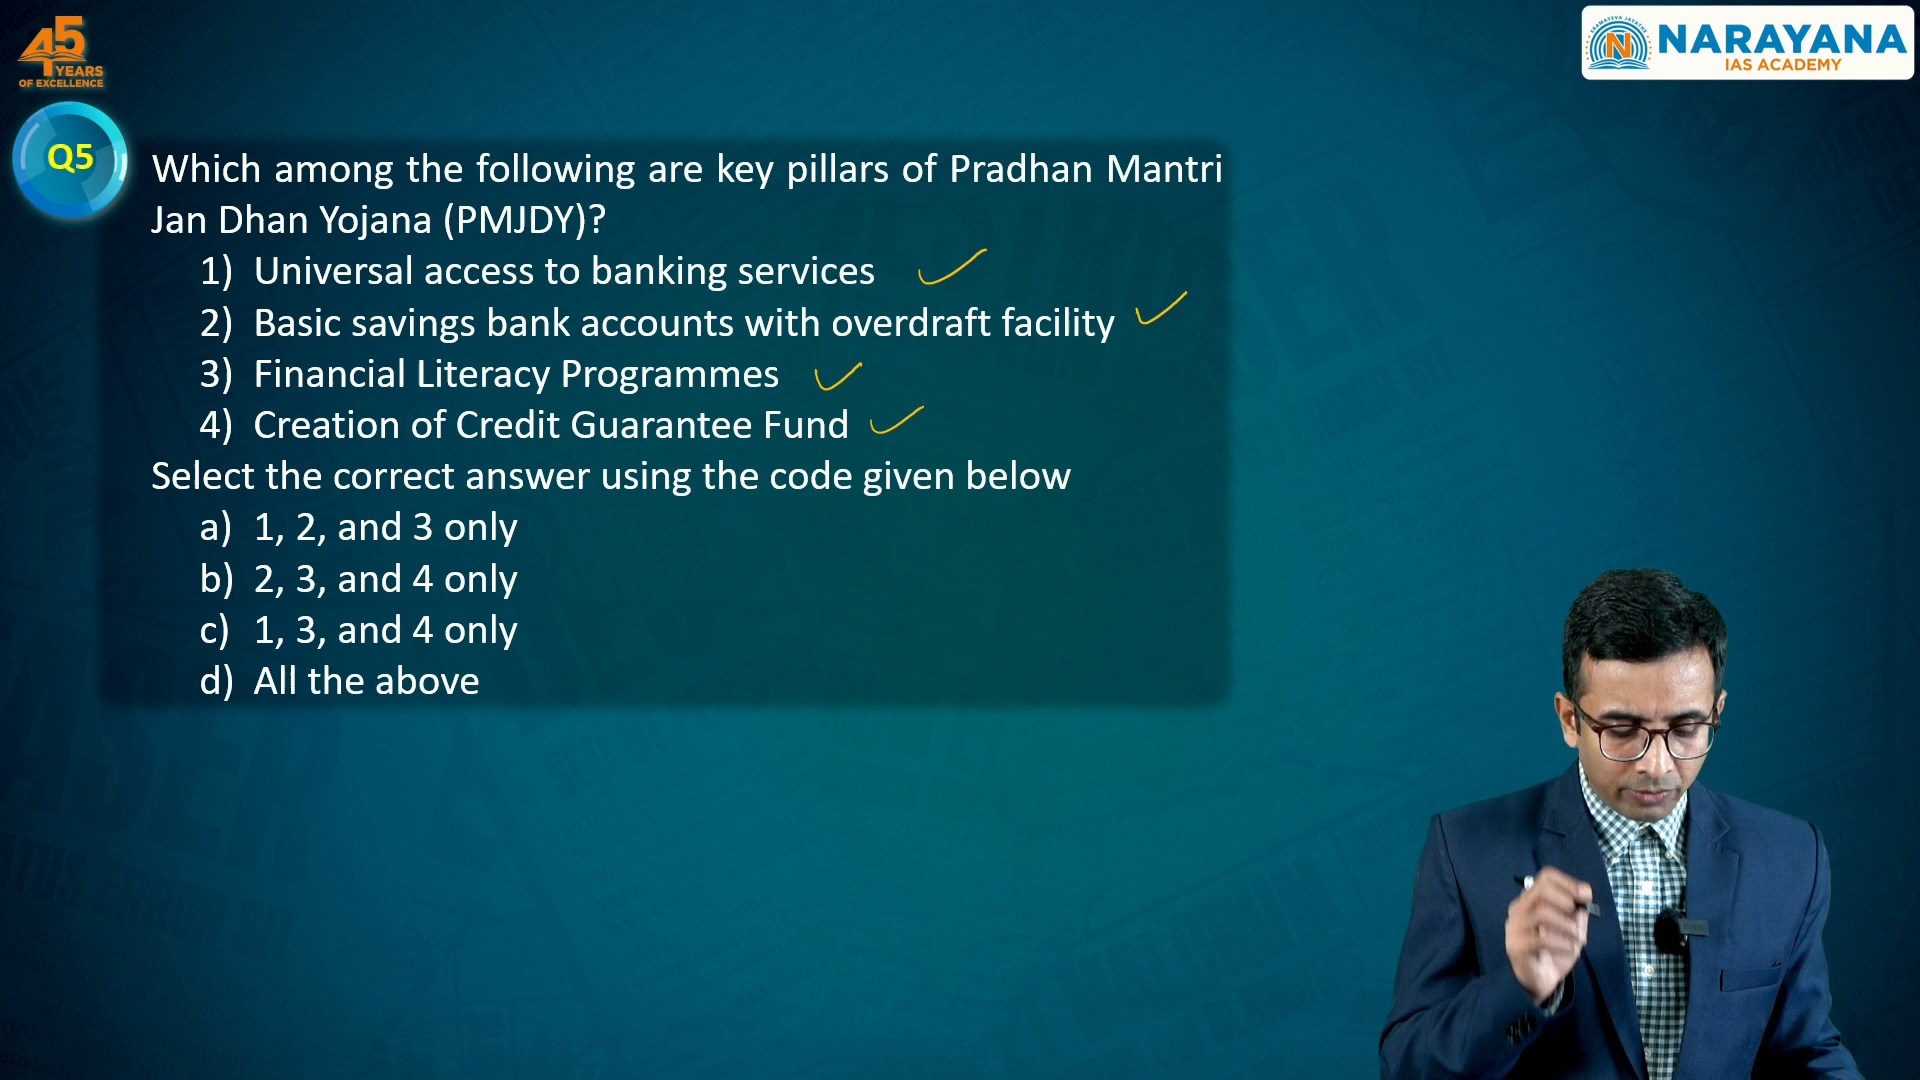 45
YEARS
OF EXCELLENCE
NARAYANA
IAS ACADEMY
Q5
Which among the following are key pillars of Pradhan Mantri
Jan Dhan Yojana (PMJDY)?
1) Universal access to banking services
2) Basic savings bank accounts with overdraft facility
3) Financial Literacy Programmes
4) Creation of Credit Guarantee Fund
Select the correct answer using the code given below
a) 1, 2, and 3 only
b) 2, 3, and 4 only
c) 1, 3, and 4 only
d) All the above